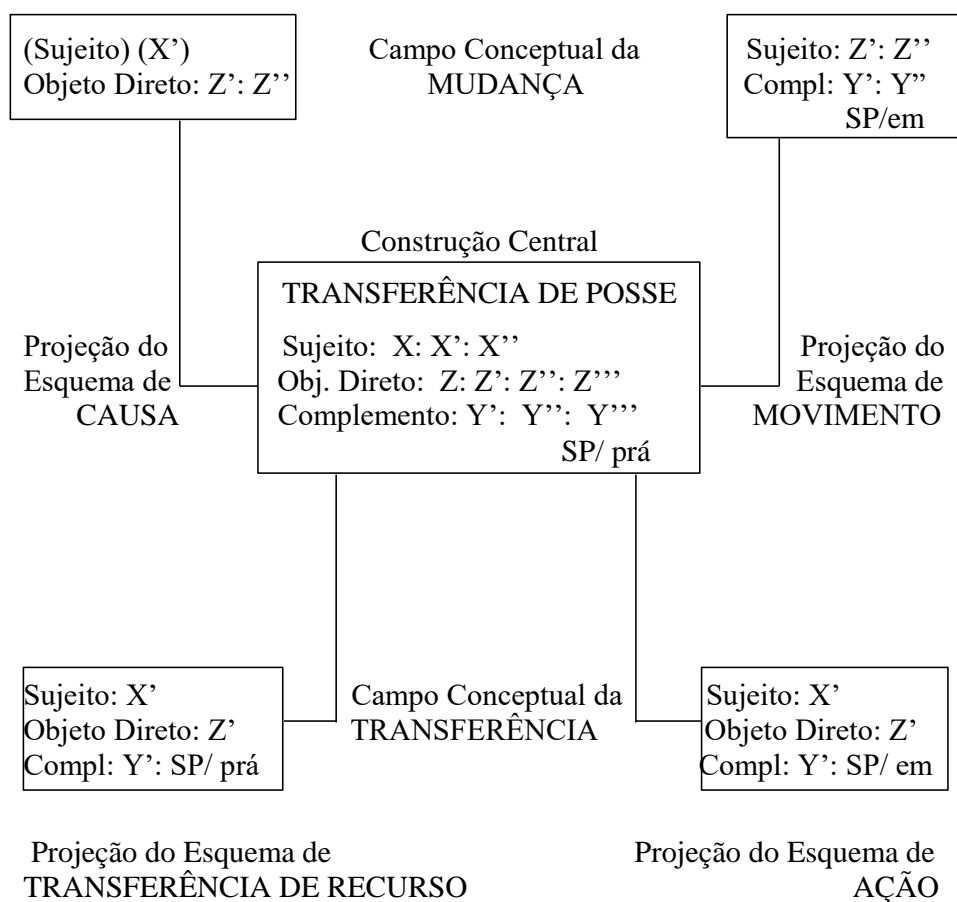 (Sujeito) (X’)
Objeto Direto: Z’: Z’’
Campo Conceptual da
MUDANÇA
Sujeito: Z’: Z’’
Compl: Y’: Y”
SP/em
Construção Central
TRANSFERÊNCIA DE POSSE
Sujeito: X: X’: X’’
Obj. Direto: Z: Z’: Z’’: Z’’’
Complemento: Y’: Y’’: Y’’’
SP/ prá
Projeção do
Esquema de
CAUSA
Projeção do
Esquema de
MOVIMENTO
Sujeito: X’
Objeto Direto: Z’
Compl: Y’: SP/ prá
Campo Conceptual da
TRANSFERÊNCIA
Sujeito: X’
Objeto Direto: Z’
Compl: Y’: SP/ em
Projeção do Esquema de
TRANSFERÊNCIA DE RECURSO
Projeção do Esquema de
AÇÃO